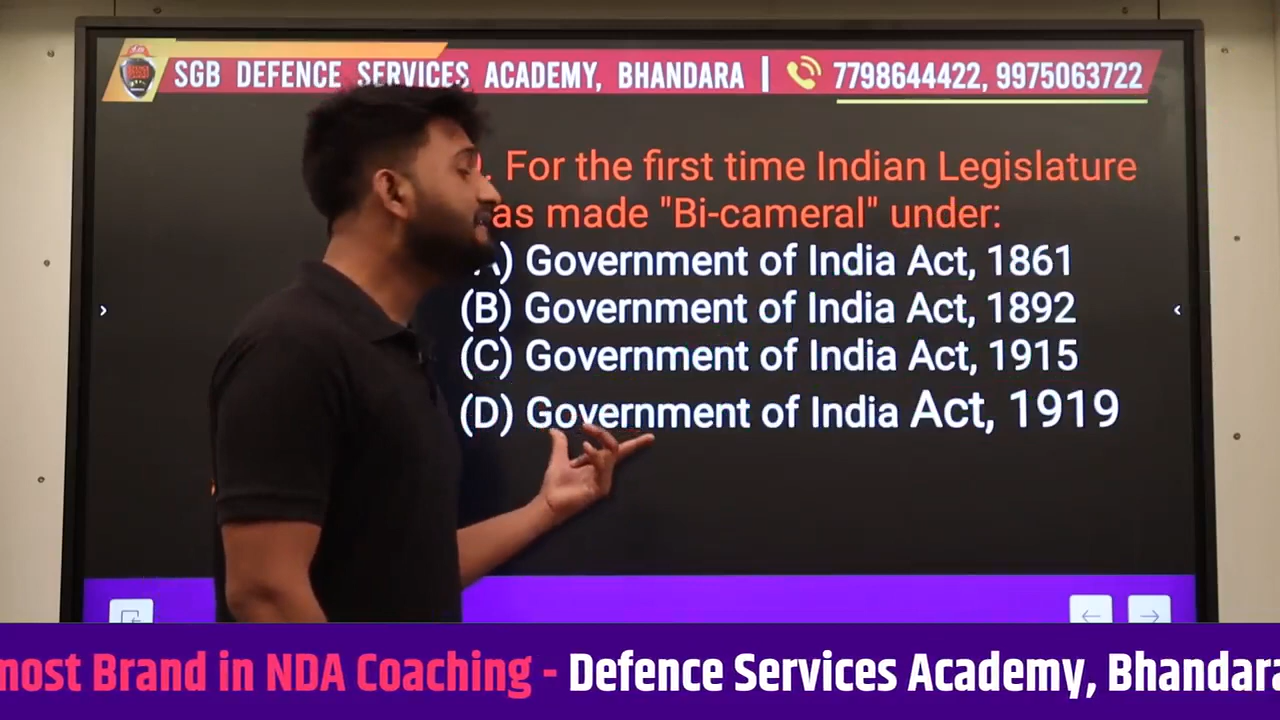 SGB DEFENCE SERVICES ACADEMY, BHANDARA | 7798644422, 9975063722
. For the first time Indian Legislature
as made "Bi-cameral" under:
A) Government of India Act, 1861
(B) Government of India Act, 1892
(C) Government of India Act, 1915
(D) Government of India Act, 1919
most Brand in NDA Coaching - Defence Services Academy, Bhandara